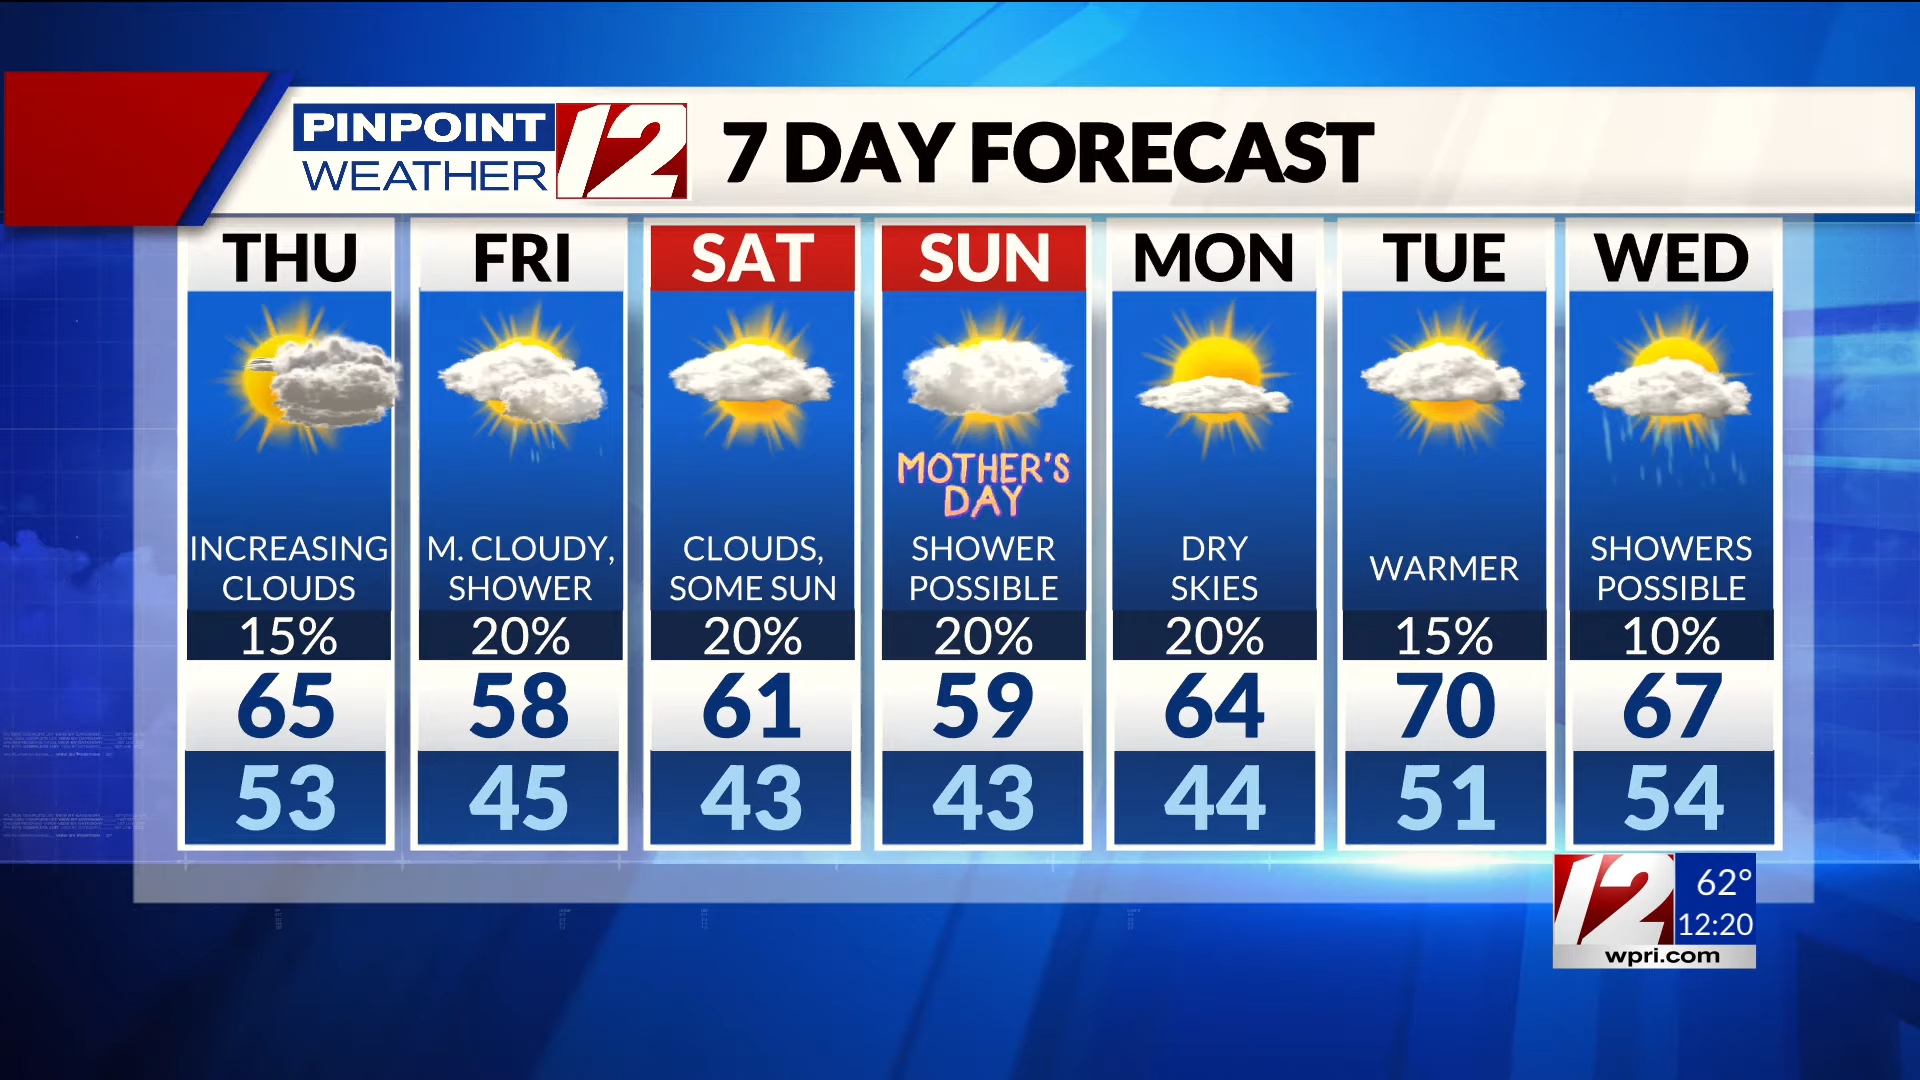 PINPOINT
WEATHER
12
7 DAY FORECAST
THU FRI SAT SUN MON TUE WED
MOTHER'S
DAY
INCREASING
CLOUDS
M. CLOUDY,
SHOWER
CLOUDS,
SOME SUN
SHOWER
POSSIBLE
DRY
SKIES
WARMER
SHOWERS
POSSIBLE
15% 20% 20% 20% 20% 15% 10%
65 58 61 59 64 70 67
53 45 43 43 44 51 54
12
62°
12:20
wpri.com